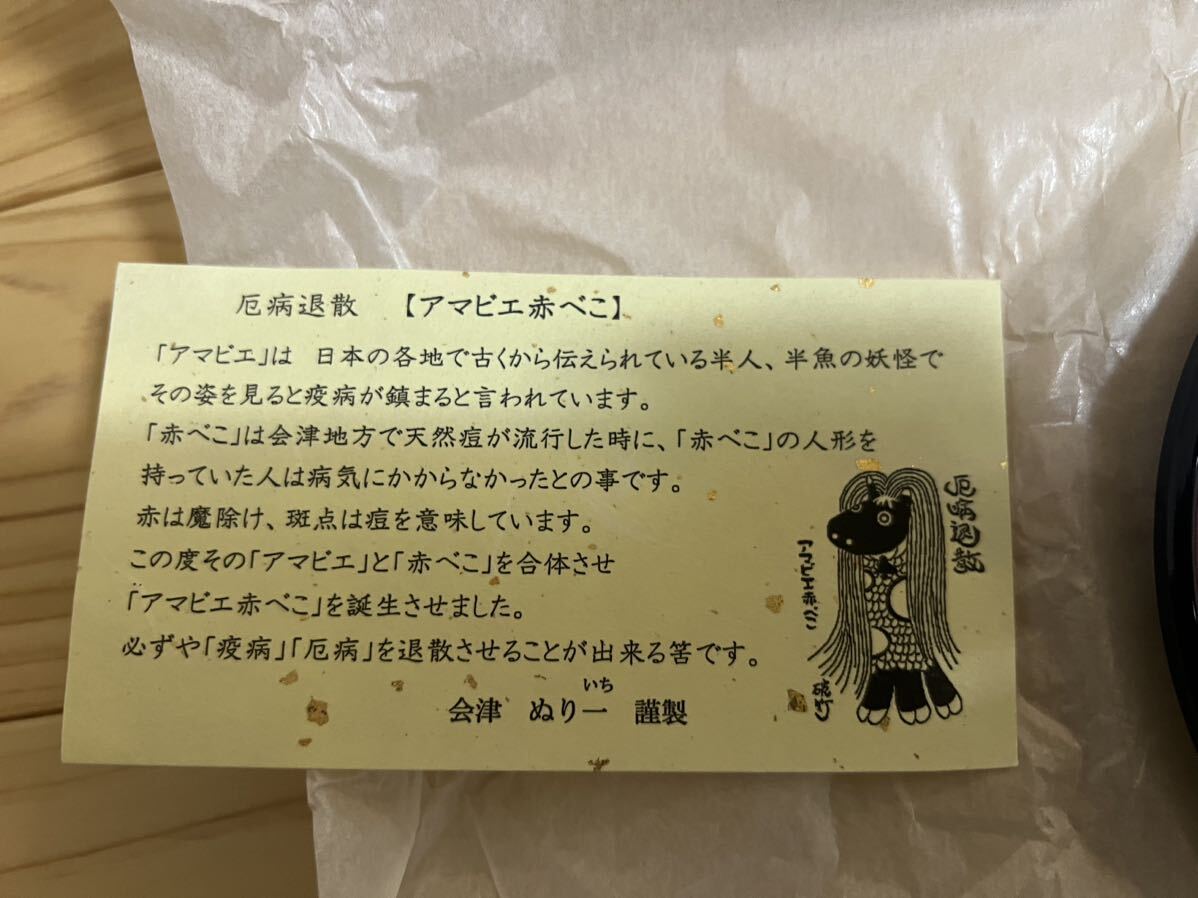 厄病退散　【アマビエ赤べこ】
「アマビエ」は　日本の各地で古くから伝えられている半人、半魚の妖怪で
その姿を見ると疫病が鎮まると言われています。
「赤べこ」は会津地方で天然痘が流行した時に、「赤べこ」の人形を
持っていた人は病気にかからなかったとの事です。
赤は魔除け、斑点は痘を意味しています。
この度その「アマビエ」と「赤べこ」を合体させ
「アマビエ赤べこ」を誕生させました。
必ずや「疫病」「厄病」を退散させることが出来る筈です。
いち
会津　ぬり一　謹製
厄病退散
アマビエ赤べこ